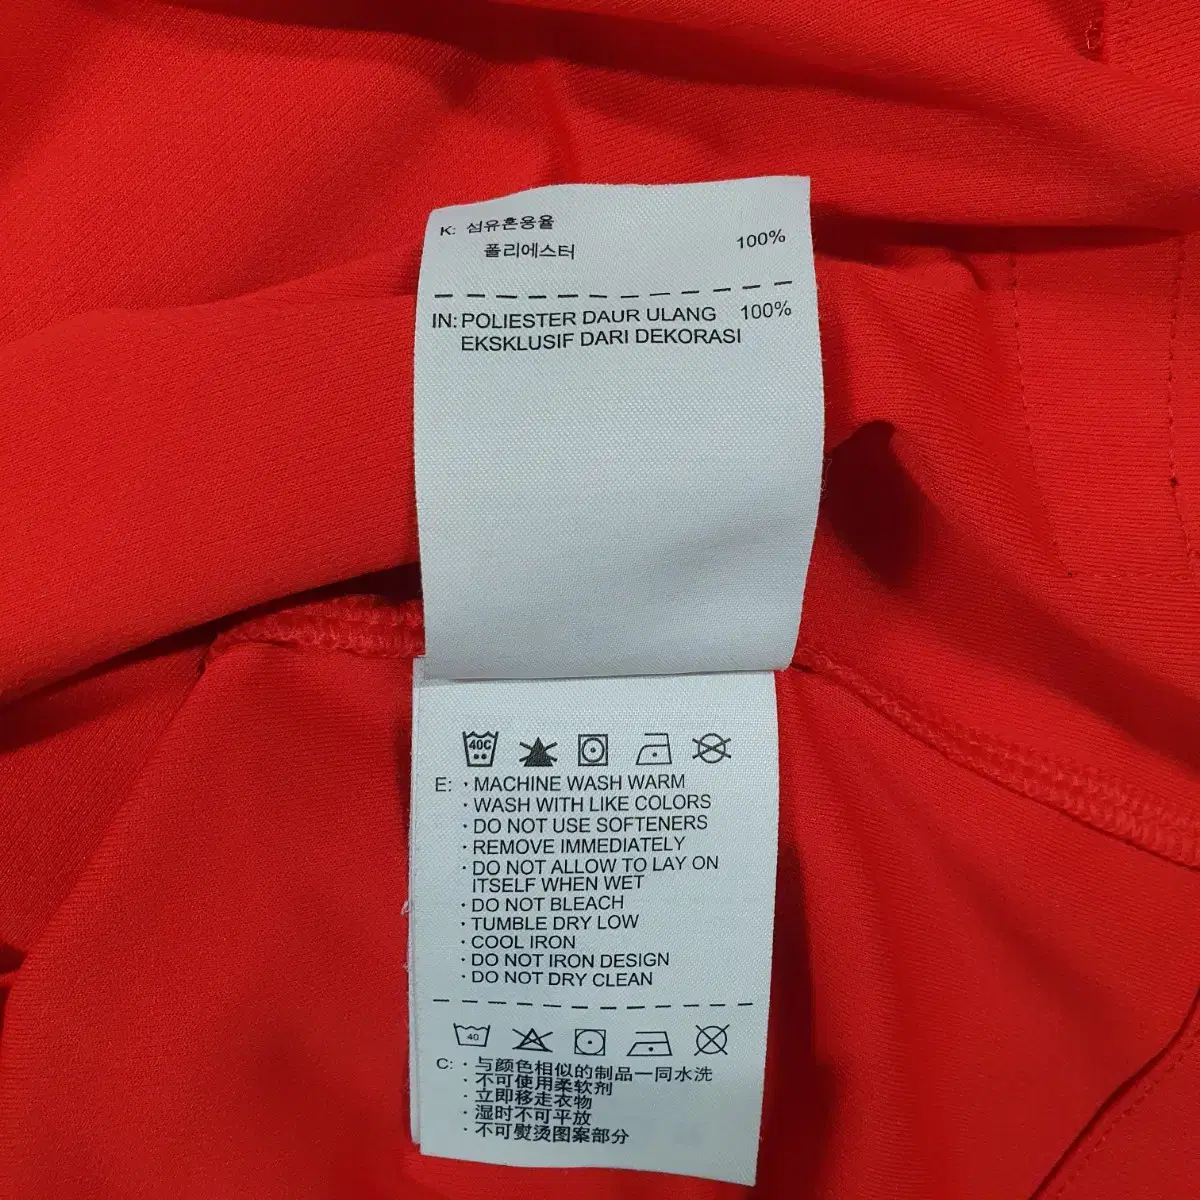 K: 섬유혼용율
폴리에스터 100%
IN: POLIESTER DAUR ULANG 100%
EKSKLUSIF DARI DEKORASI
40C
E: · MACHINE WASH WARM
· WASH WITH LIKE COLORS
· DO NOT USE SOFTENERS
· REMOVE IMMEDIATELY
· DO NOT ALLOW TO LAY ON
ITSELF WHEN WET
· DO NOT BLEACH
· TUMBLE DRY LOW
· COOL IRON
· DO NOT IRON DESIGN
· DO NOT DRY CLEAN
40
C: · 与颜色相似的制品一同水洗
· 不可使用柔软剂
· 立即移走衣物
· 湿时不可平放
· 不可熨烫图案部分